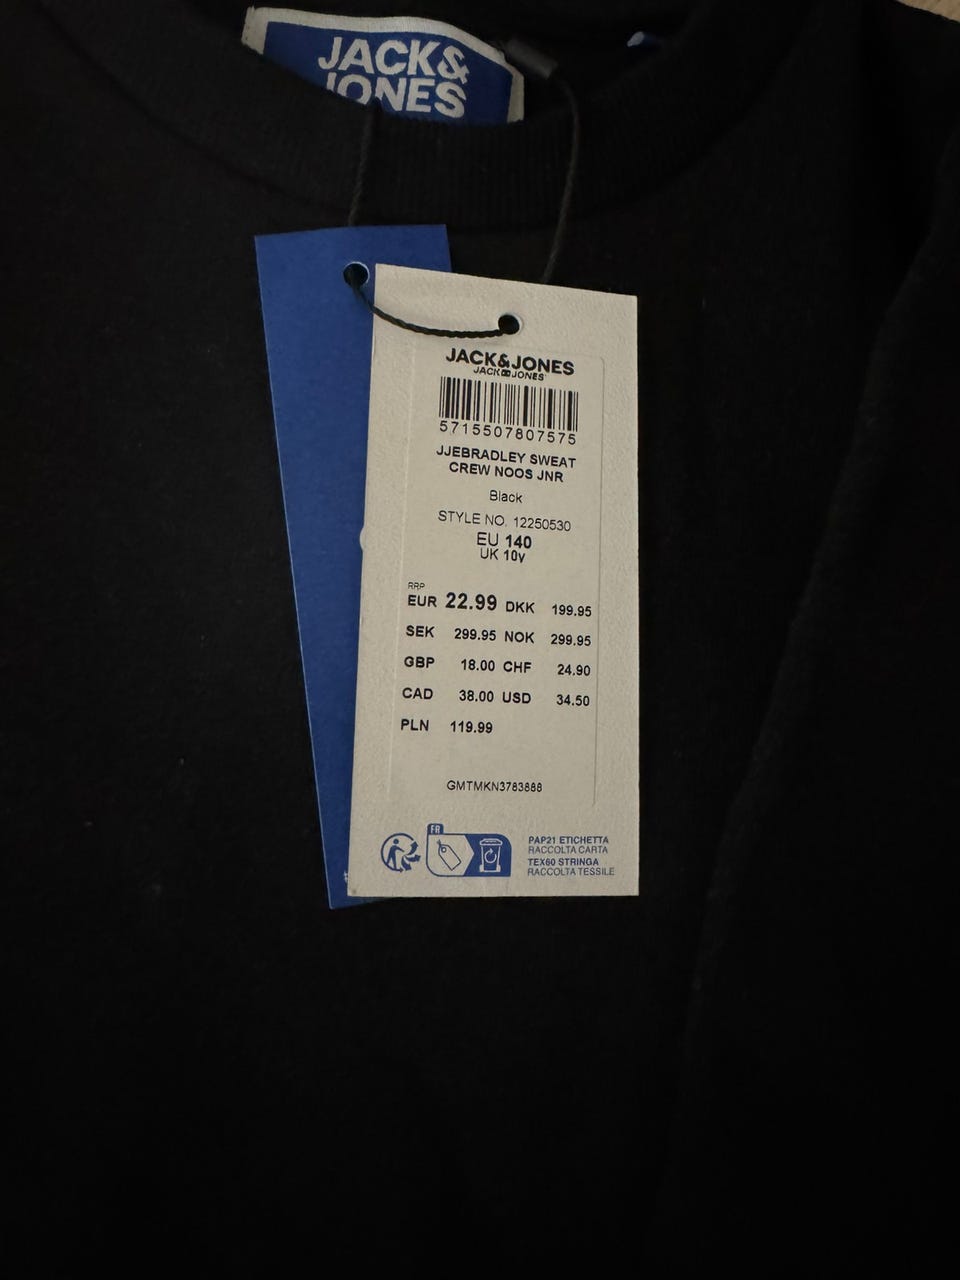 JACK&
JONES
JACK&JONES
JACK JONES
5715507807575
JJEBRADLEY SWEAT
CREW NOOS JNR
Black
STYLE NO. 12250530
EU 140
UK 10y
RRP
EUR 22.99 DKK 199.95
SEK 299.95 NOK 299.95
GBP 18.00 CHF 24.90
CAD 38.00 USD 34.50
PLN 119.99
GMTMKN3783888
FR
PAP21 ETICHETTA
RACCOLTA CARTA
TEX60 STRINGA
RACCOLTA TESSILE